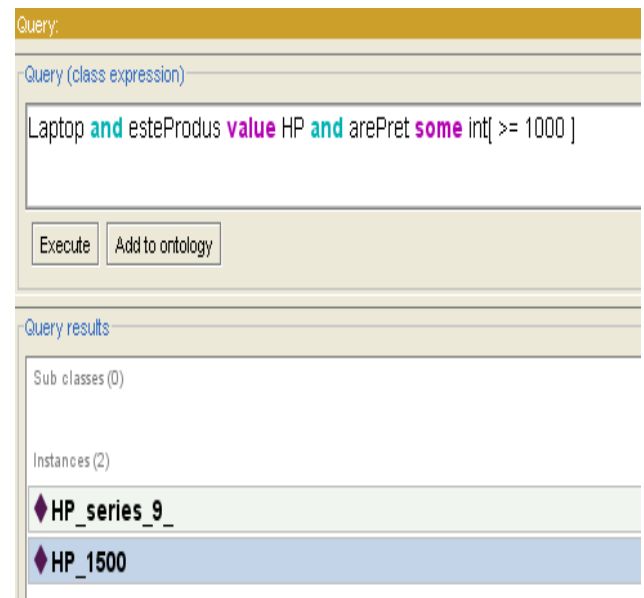 Query:
Query (class expression)
Laptop and esteProdus value HP and arePret some int[ >= 1000 ]
Execute Add to ontology
Query results
Sub classes (0)
Instances (2)
HP_series_9_
HP_1500